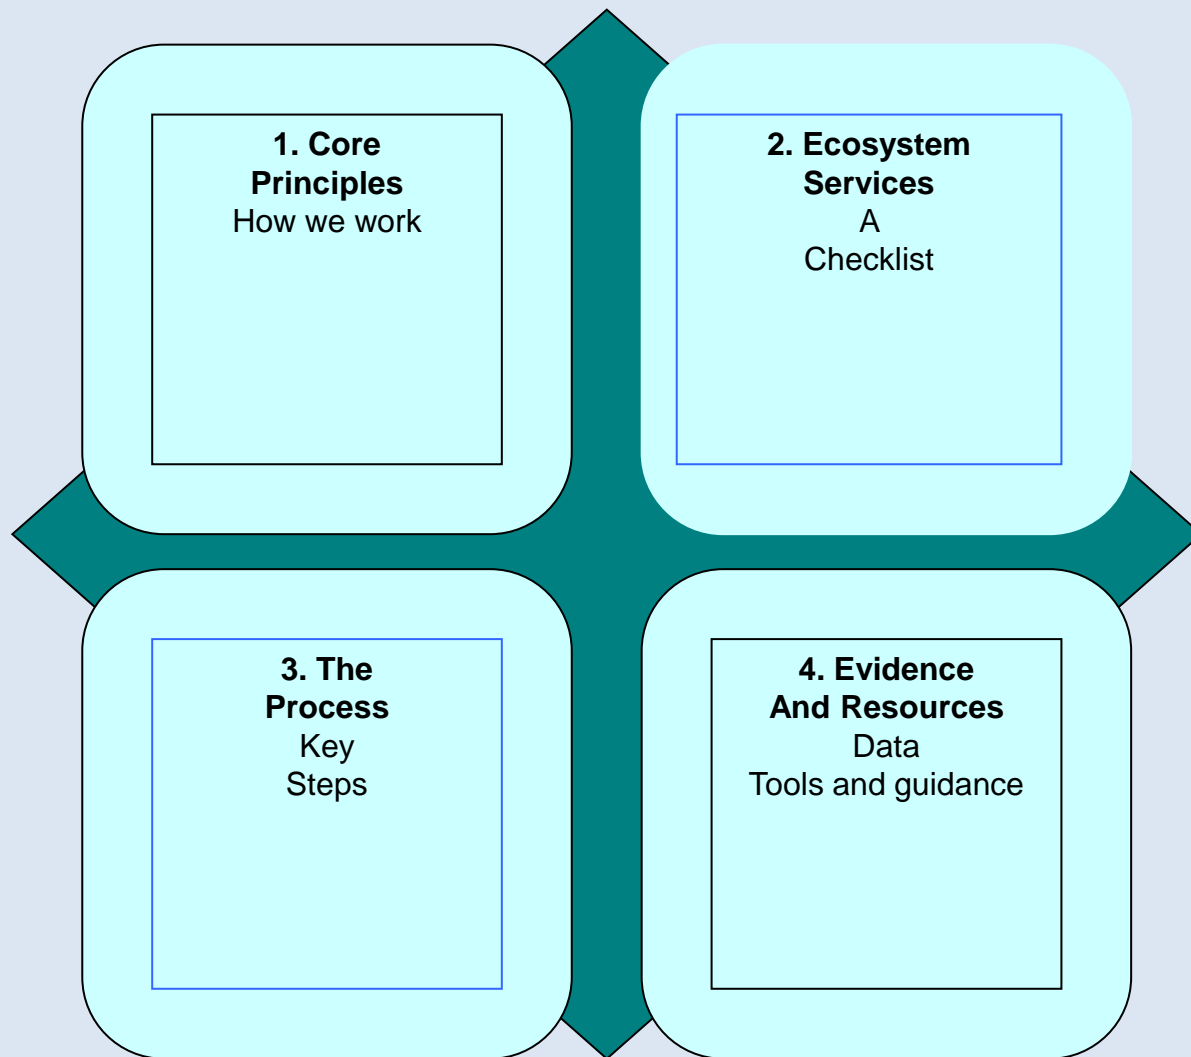 1. Core
Principles
How we work
2. Ecosystem
Services
A
Checklist
3. The
Process
Key
Steps
4. Evidence
And Resources
Data
Tools and guidance